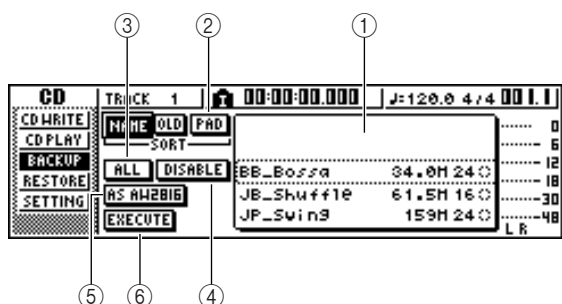 ③ ② ①
CD TRACK 1 00:00:00.000 ♩=120.0 4/4 001.1
CD WRITE NAME OLD PAD 0
CD PLAY SORT 6
BACKUP ALL DISABLE BB_Bossa 34.0M 24 12
RESTORE 18
SETTING AS AW2816 JB_Shuffle 61.5M 16 30
EXECUTE JP_Swing 159M 24 48
L R
⑤ ⑥ ④